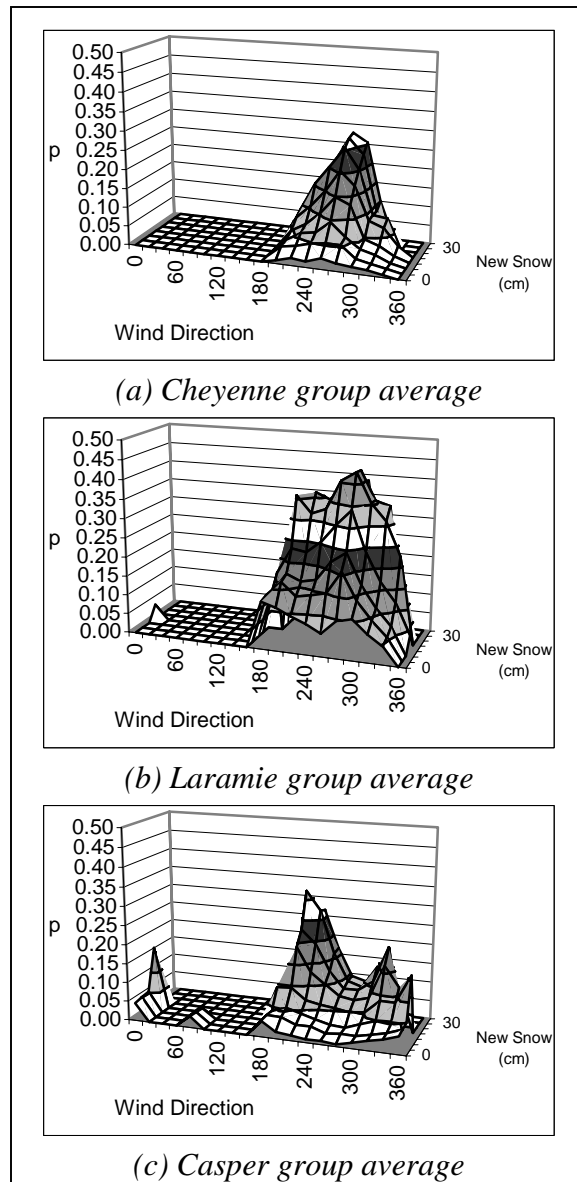 0.50
0.45
0.40
0.35
0.30
p 0.25
0.20
0.15
0.10
0.05
0.00
0 60 120 180 240 300 360
30
New Snow
0 (cm)
Wind Direction
(a) Cheyenne group average
0.50
0.45
0.40
0.35
0.30
p 0.25
0.20
0.15
0.10
0.05
0.00
0 60 120 180 240 300 360
30
New Snow
0 (cm)
Wind Direction
(b) Laramie group average
0.50
0.45
0.40
0.35
0.30
p 0.25
0.20
0.15
0.10
0.05
0.00
0 60 120 180 240 300 360
30
New Snow
0 (cm)
Wind Direction
(c) Casper group average